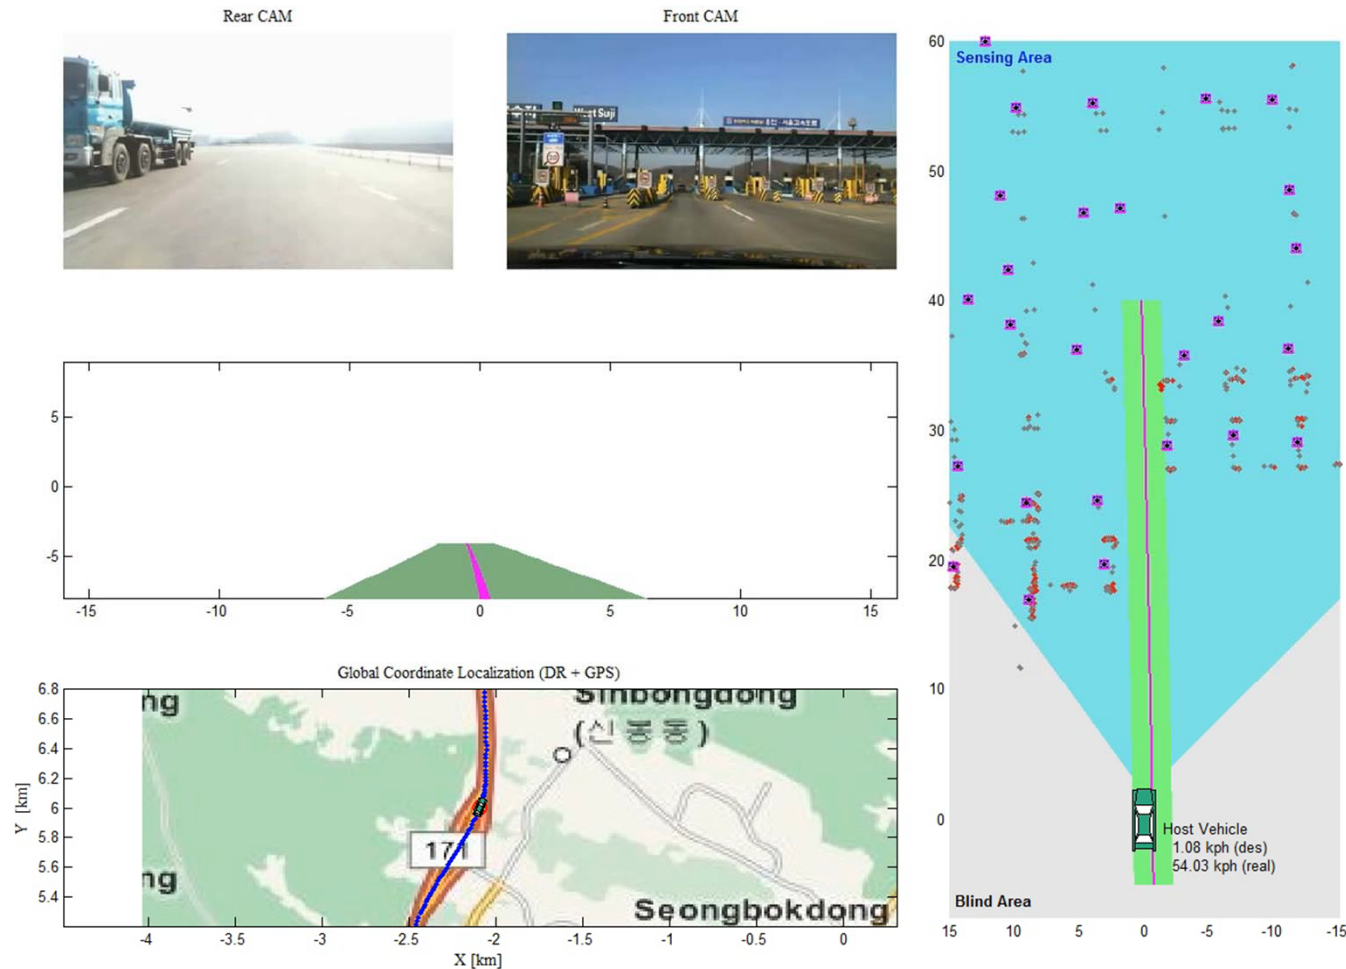 Rear CAM
Front CAM
West Suji
60
Sensing Area
50
40
30
20
10
0
Host Vehicle
1.08 kph (des)
54.03 kph (real)
Blind Area
15 10 5 0 -5 -10 -15
5
0
-5
-15 -10 -5 0 5 10 15
Global Coordinate Localization (DR + GPS)
6.8
6.6
6.4
6.2
6
5.8
5.6
5.4
Y [km]
ng
Sinbongdong
(신봉동)
171
ng
Seongbokdong
-4 -3.5 -3 -2.5 -2 -1.5 -1 -0.5 0
X [km]